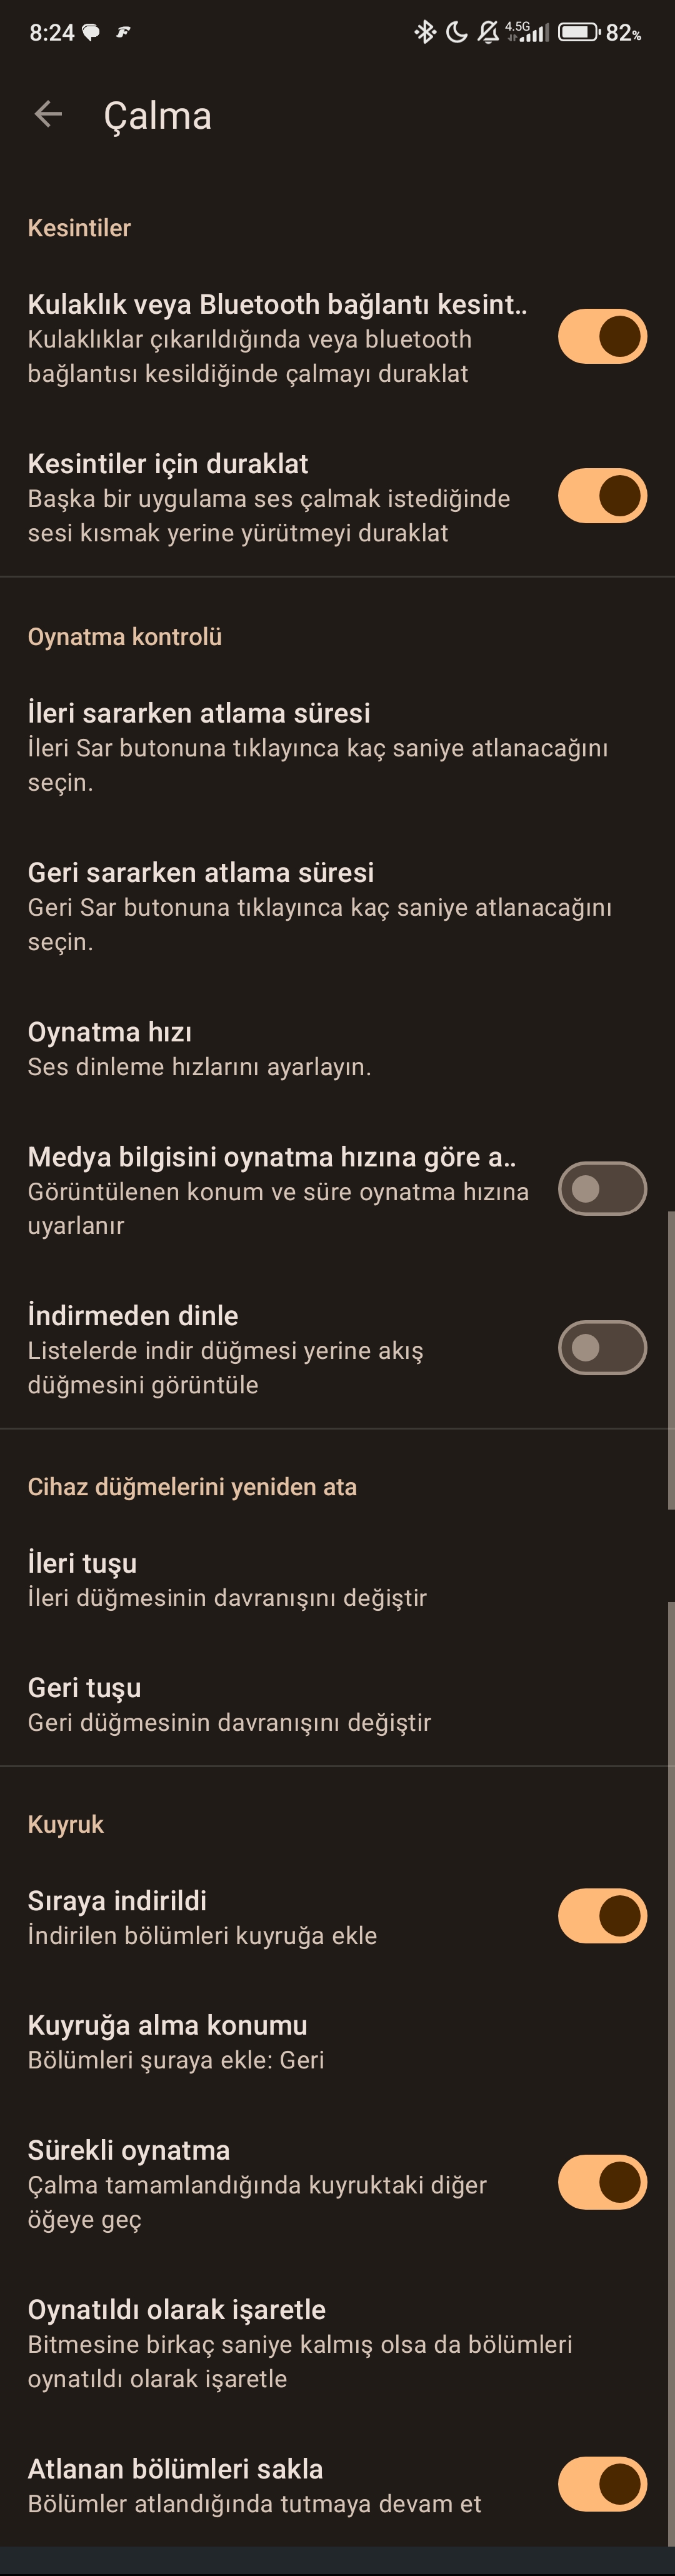 8:24
4.5G
82%
Çalma
Kesintiler
Kulaklık veya Bluetooth bağlantı kesint..
Kulaklıklar çıkarıldığında veya bluetooth
bağlantısı kesildiğinde çalmayı duraklat
Kesintiler için duraklat
Başka bir uygulama ses çalmak istediğinde
sesi kısmak yerine yürütmeyi duraklat
Oynatma kontrolü
İleri sararken atlama süresi
İleri Sar butonuna tıklayınca kaç saniye atlanacağını
seçin.
Geri sararken atlama süresi
Geri Sar butonuna tıklayınca kaç saniye atlanacağını
seçin.
Oynatma hızı
Ses dinleme hızlarını ayarlayın.
Medya bilgisini oynatma hızına göre a..
Görüntülenen konum ve süre oynatma hızına
uyarlanır
İndirmeden dinle
Listelerde indir düğmesi yerine akış
düğmesini görüntüle
Cihaz düğmelerini yeniden ata
İleri tuşu
İleri düğmesinin davranışını değiştir
Geri tuşu
Geri düğmesinin davranışını değiştir
Kuyruk
Sıraya indirildi
İndirilen bölümleri kuyruğa ekle
Kuyruğa alma konumu
Bölümleri şuraya ekle: Geri
Sürekli oynatma
Çalma tamamlandığında kuyruktaki diğer
öğeye geç
Oynatıldı olarak işaretle
Bitmesine birkaç saniye kalmış olsa da bölümleri
oynatıldı olarak işaretle
Atlanan bölümleri sakla
Bölümler atlandığında tutmaya devam et